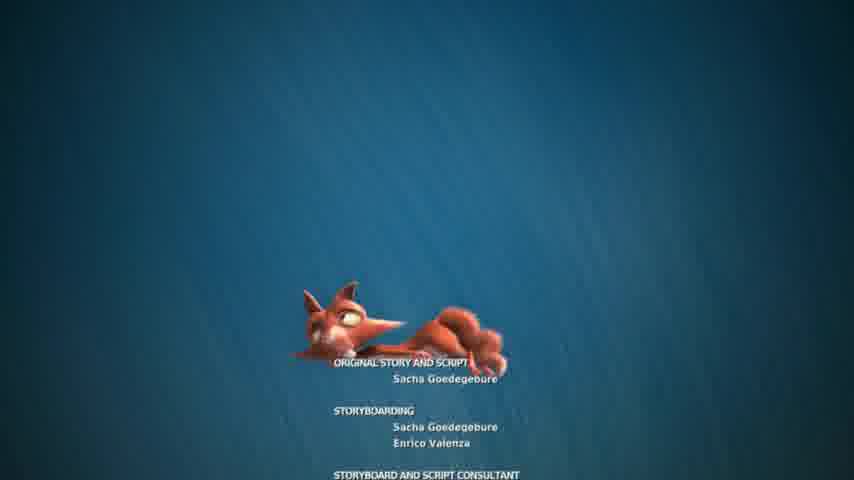 ORIGINAL STORY AND SCRIPT
Sacha Goedegebure
STORYBOARDING
Sacha Goedegebure
Enrico Valenza
STORYBOARD AND SCRIPT CONSULTANT